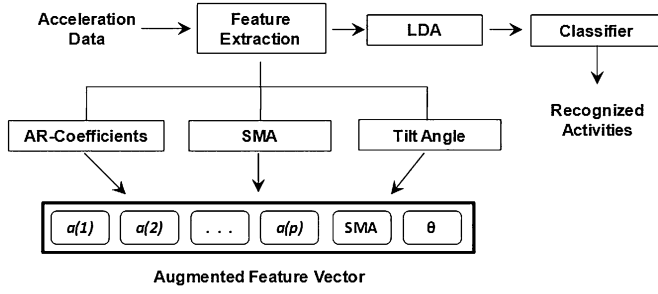 Acceleration
Data
Feature
Extraction
LDA
Classifier
Recognized
Activities
AR-Coefficients
SMA
Tilt Angle
a(1)
a(2)
. . .
a(p)
SMA
θ
Augmented Feature Vector